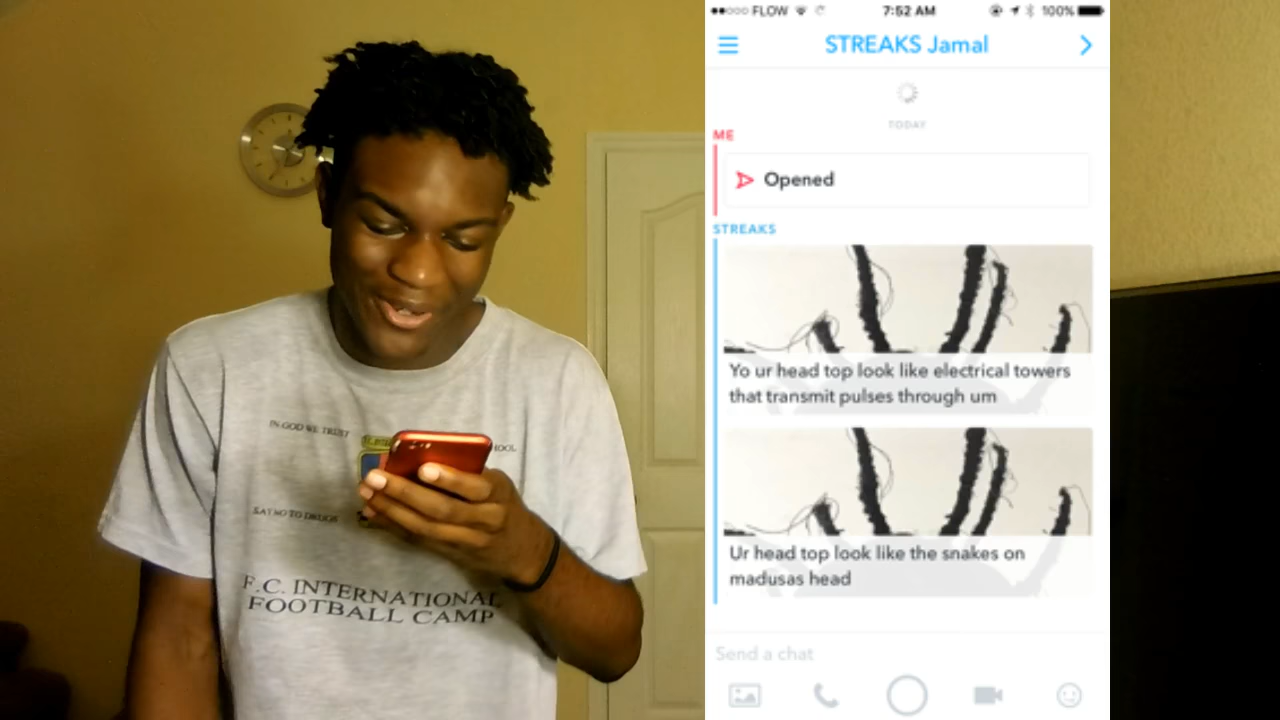 IN GOD WE TRUST
SAY NO TO DRUGS
F.C. INTERNATIONAL
FOOTBALL CAMP
FLOW
7:52 AM
100%
STREAKS Jamal
TODAY
ME
Opened
STREAKS
Yo ur head top look like electrical towers
that transmit pulses through um
Ur head top look like the snakes on
madusas head
Send a chat